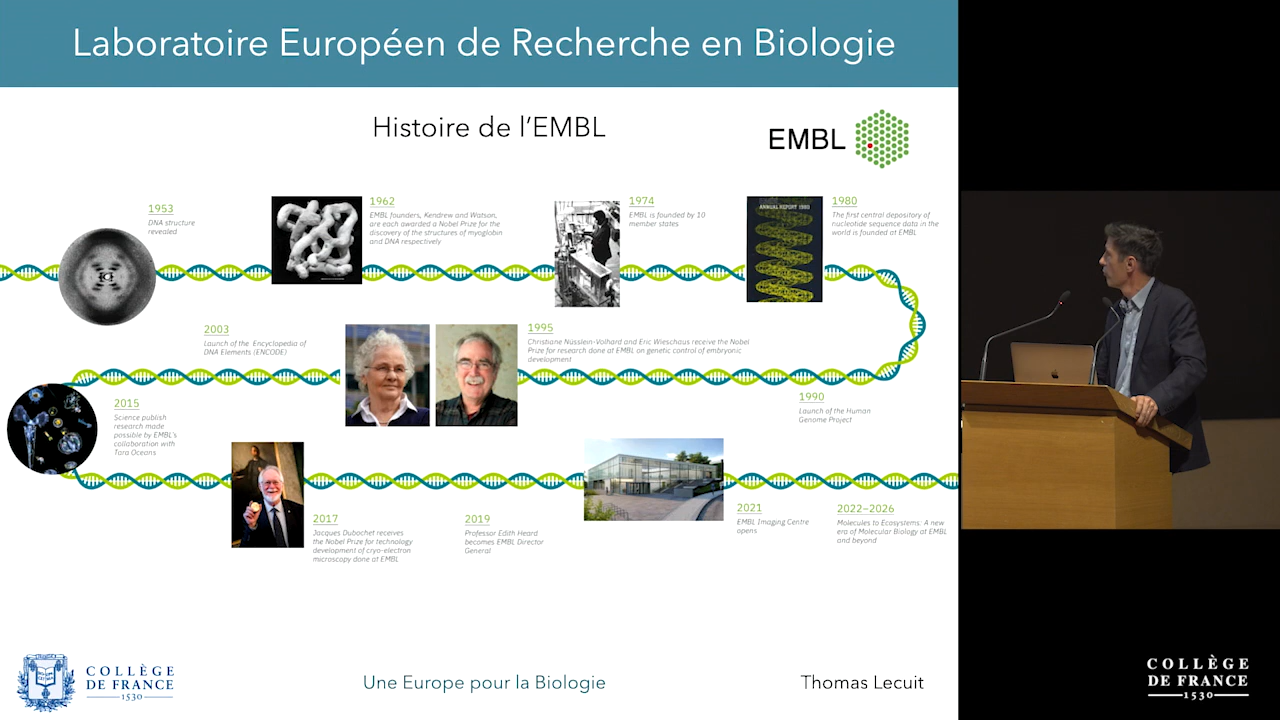 Laboratoire Européen de Recherche en Biologie
Histoire de l'EMBL
EMBL
1953
DNA structure
revealed
1962
EMBL founders, Kendrew and Watson,
are each awarded a Nobel Prize for the
discovery of the structures of myoglobin
and DNA respectively
1974
EMBL is founded by 10
member states
ANNUAL REPORT 1980
1980
The first central depository of
nucleotide sequence data in the
world is founded at EMBL
2003
Launch of the Encyclopedia of
DNA Elements (ENCODE)
1995
Christiane Nüsslein-Volhard and Eric Wieschaus receive the Nobel
Prize for research done at EMBL on genetic control of embryonic
development
1990
Launch of the Human
Genome Project
2015
Science publish
research made
possible by EMBL's
collaboration with
Tara Oceans
2017
Jacques Dubochet receives
the Nobel Prize for technology
development of cryo-electron
microscopy done at EMBL
2019
Professor Edith Heard
becomes EMBL Director
General
2021
EMBL Imaging Centre
opens
2022–2026
Molecules to Ecosystems: A new
era of Molecular Biology at EMBL
and beyond
COLLÈGE
DE FRANCE
1530
Une Europe pour la Biologie
Thomas Lecuit
COLLÈGE
DE FRANCE
1530